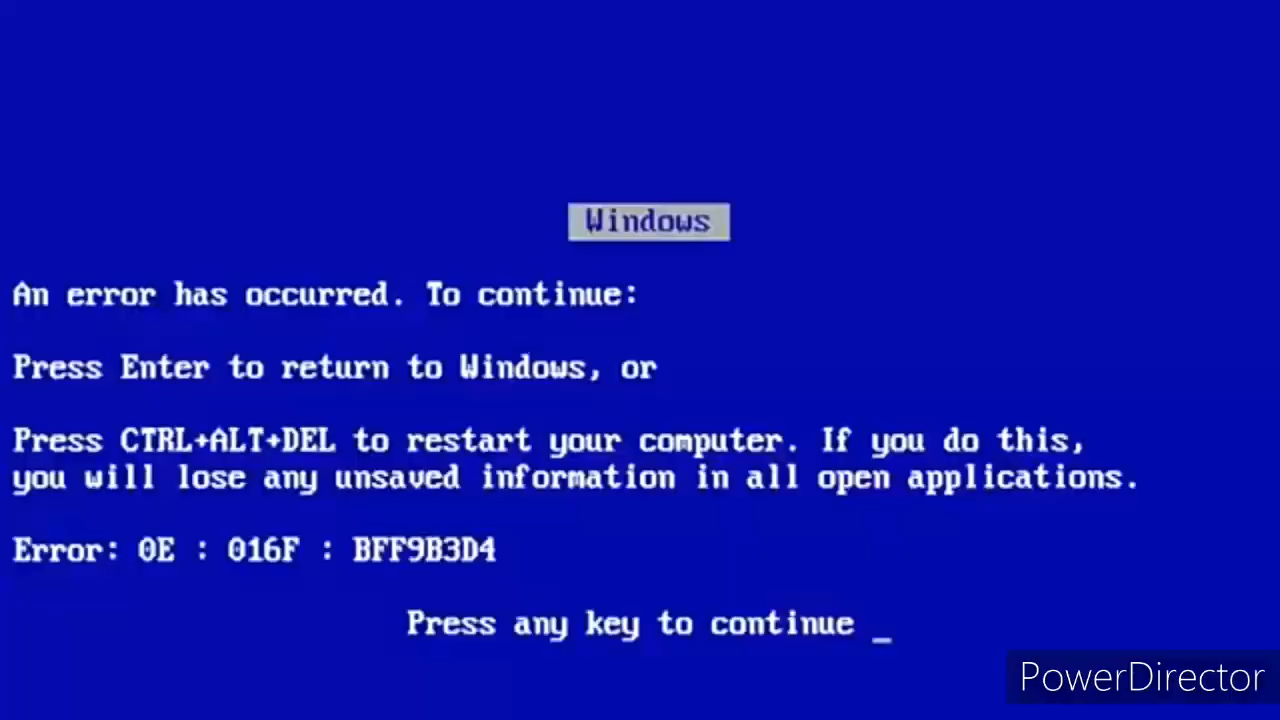 Windows
An error has occurred. To continue:
Press Enter to return to Windows, or
Press CTRL+ALT+DEL to restart your computer. If you do this,
you will lose any unsaved information in all open applications.
Error: 0E : 016F : BFF9B3D4
Press any key to continue _
PowerDirector